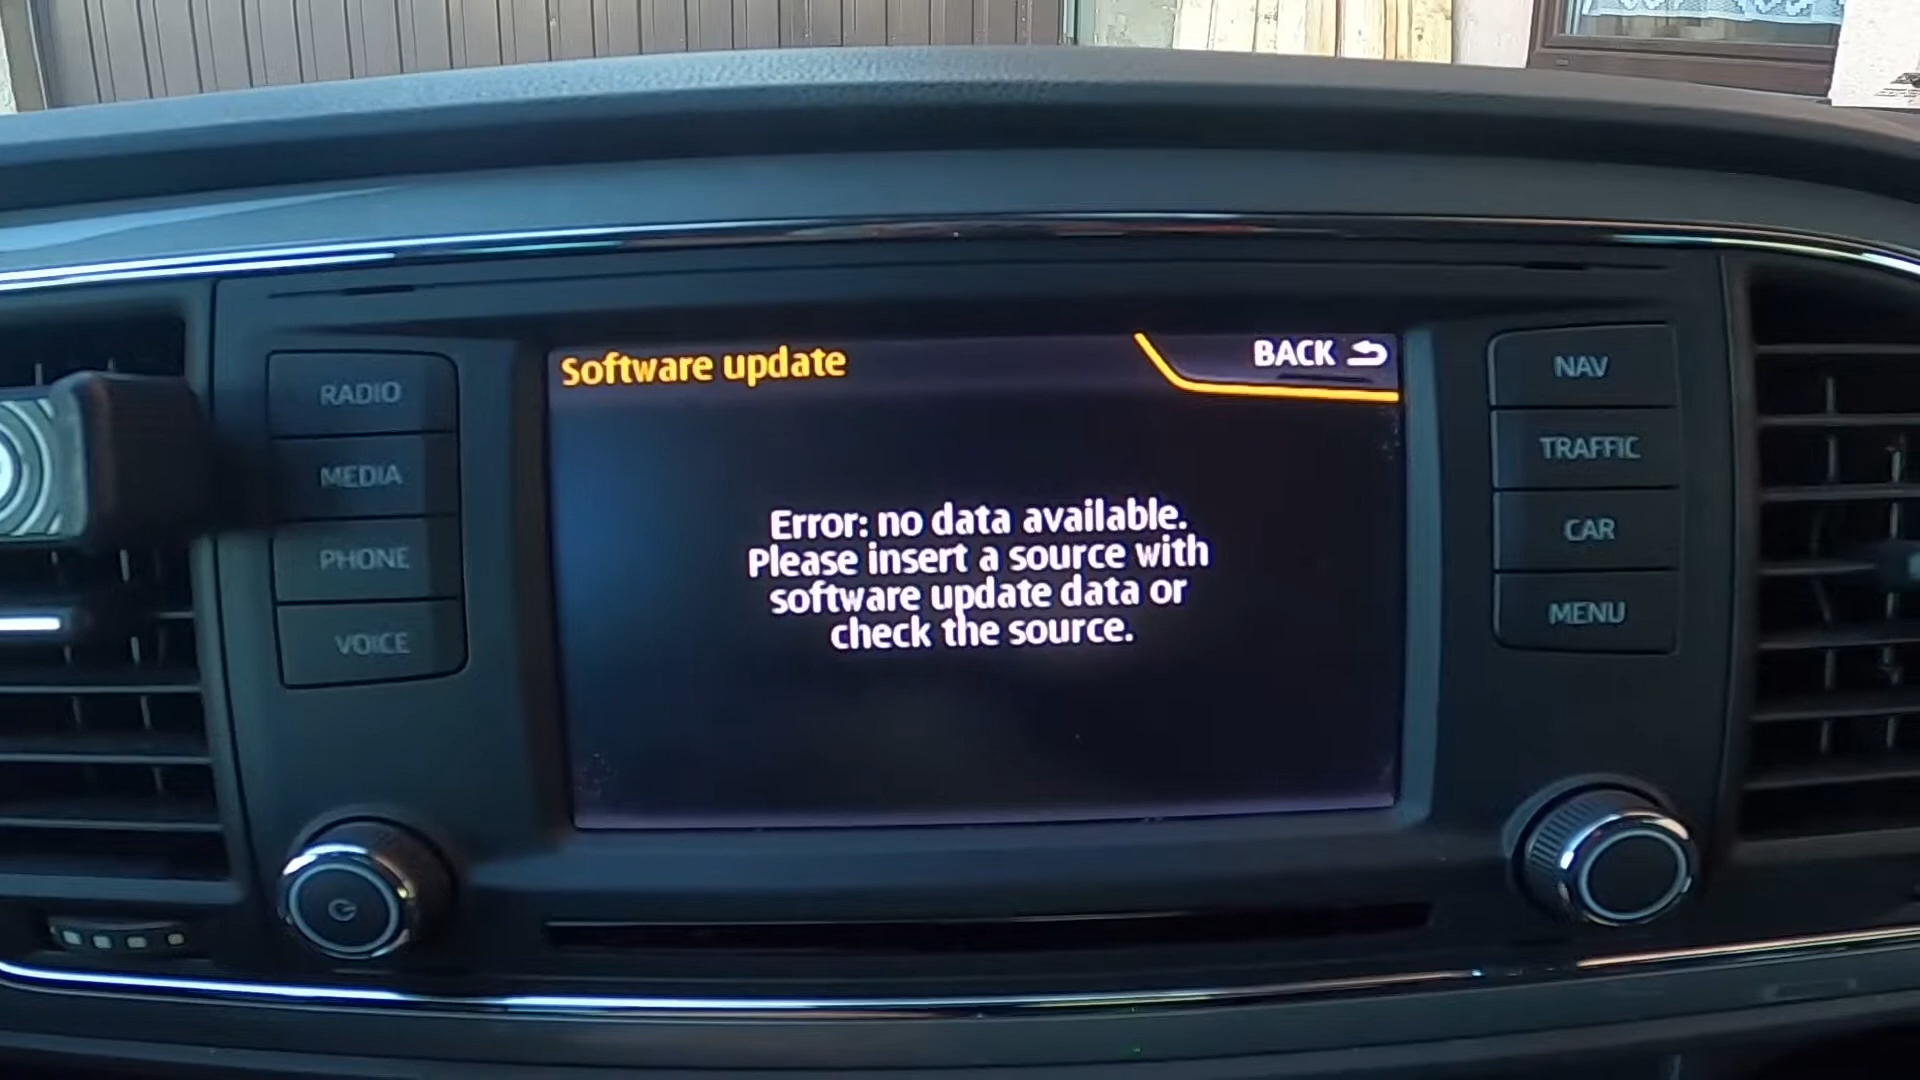 Software update
BACK
Error: no data available.
Please insert a source with
software update data or
check the source.
RADIO
MEDIA
PHONE
VOICE
NAV
TRAFFIC
CAR
MENU